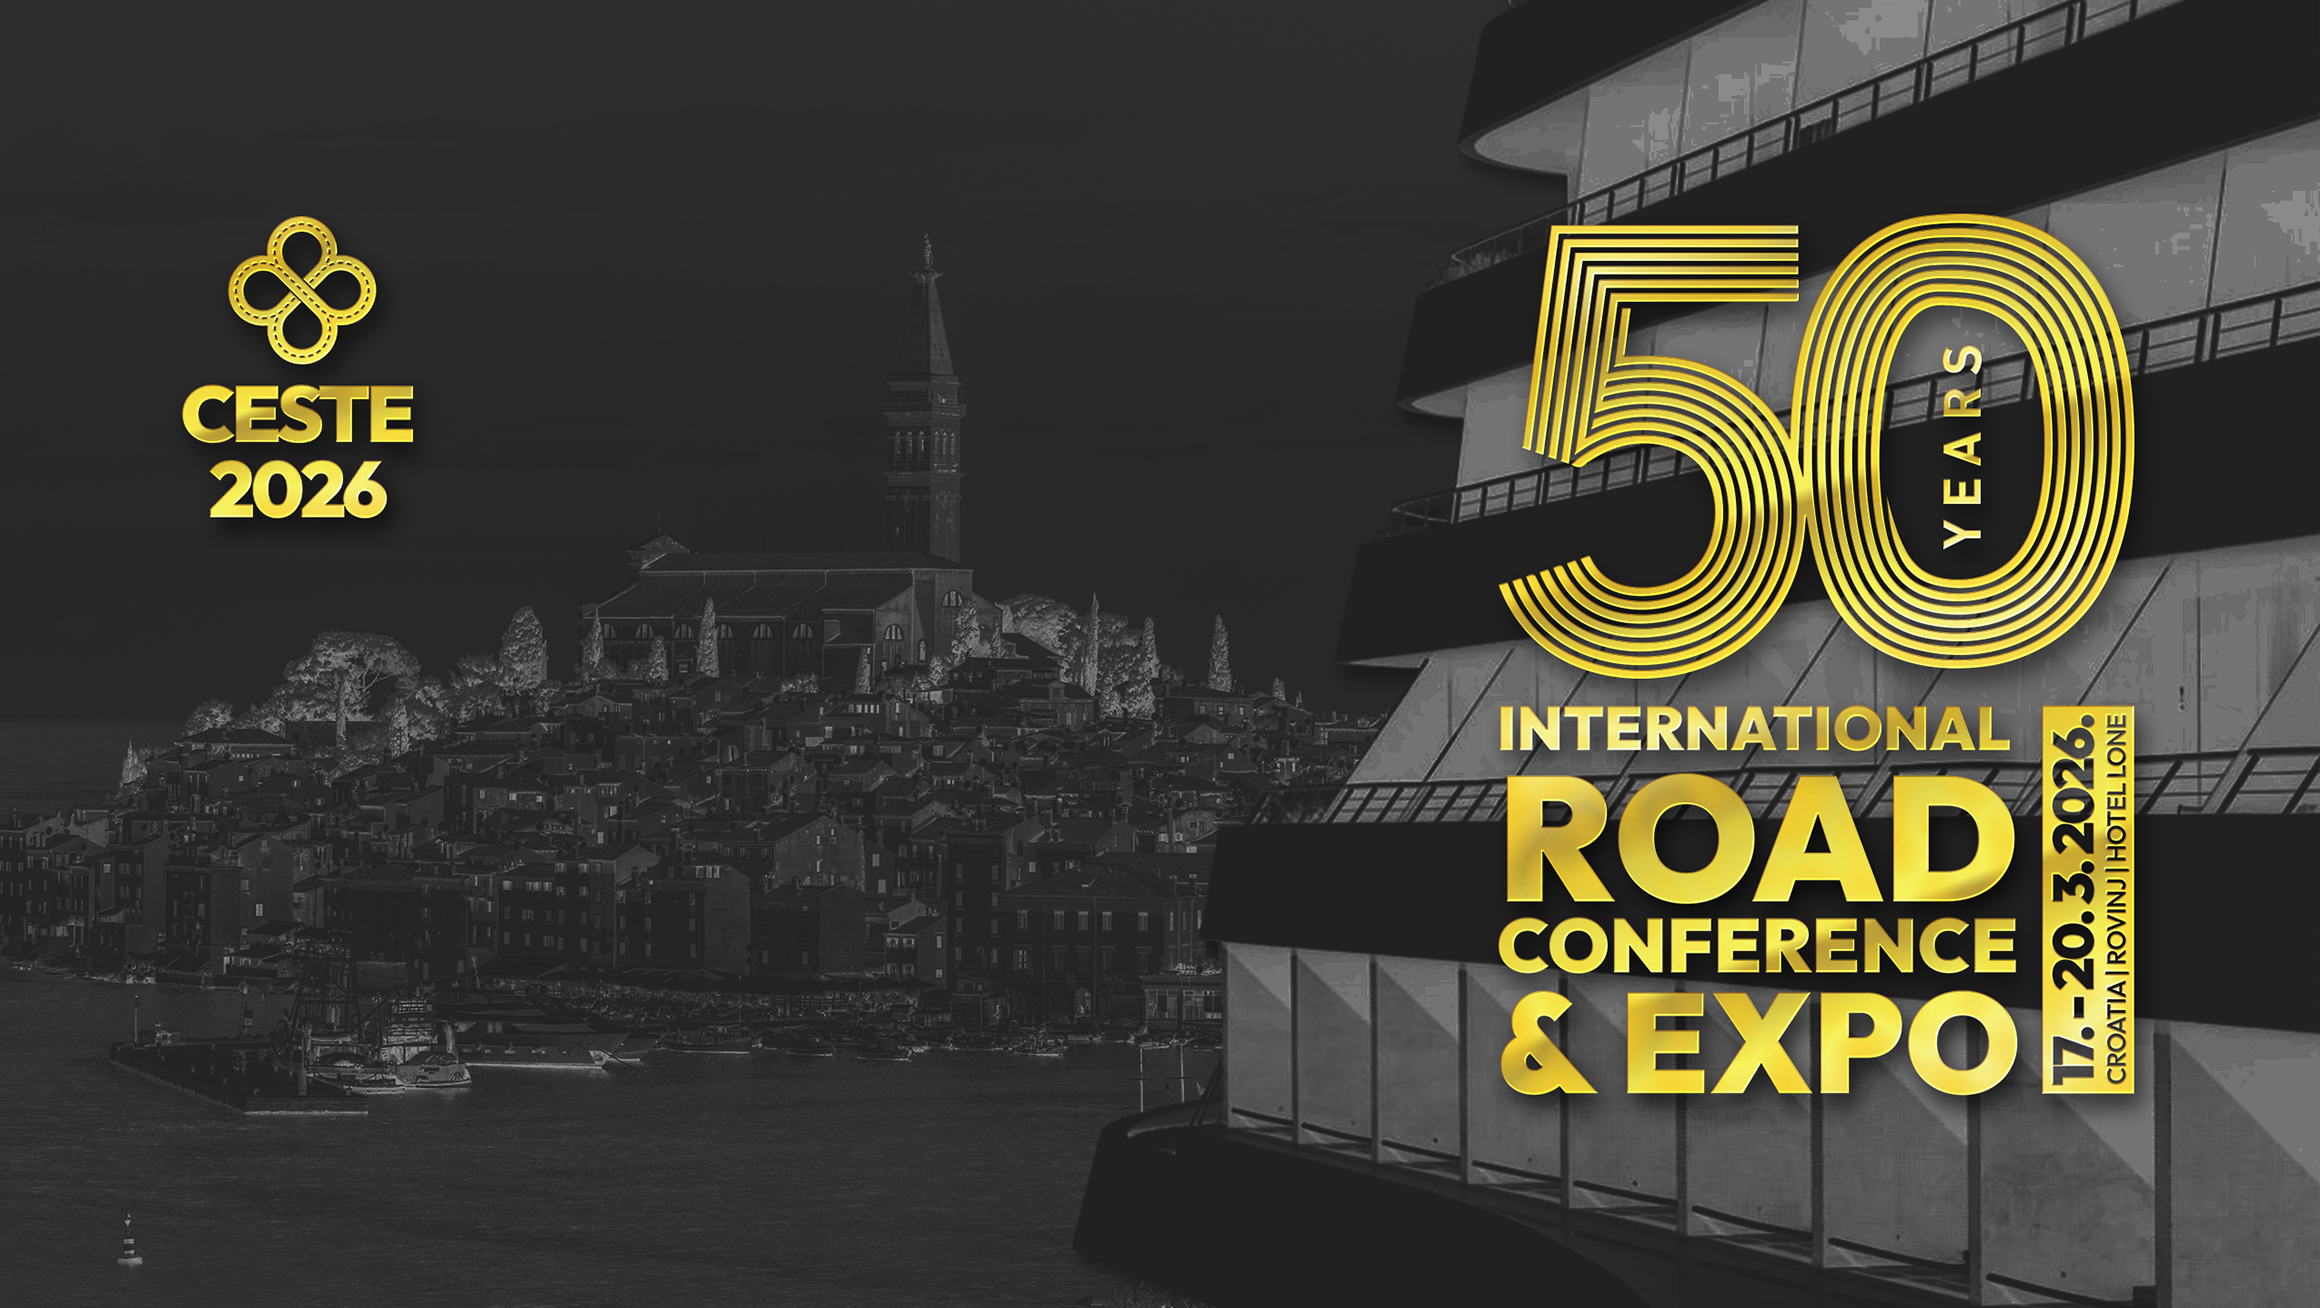 CESTE
2026
50
YEARS
INTERNATIONAL
ROAD
CONFERENCE
& EXPO
17.-20.3.2026.
CROATIA | ROVINJ | HOTEL LONE